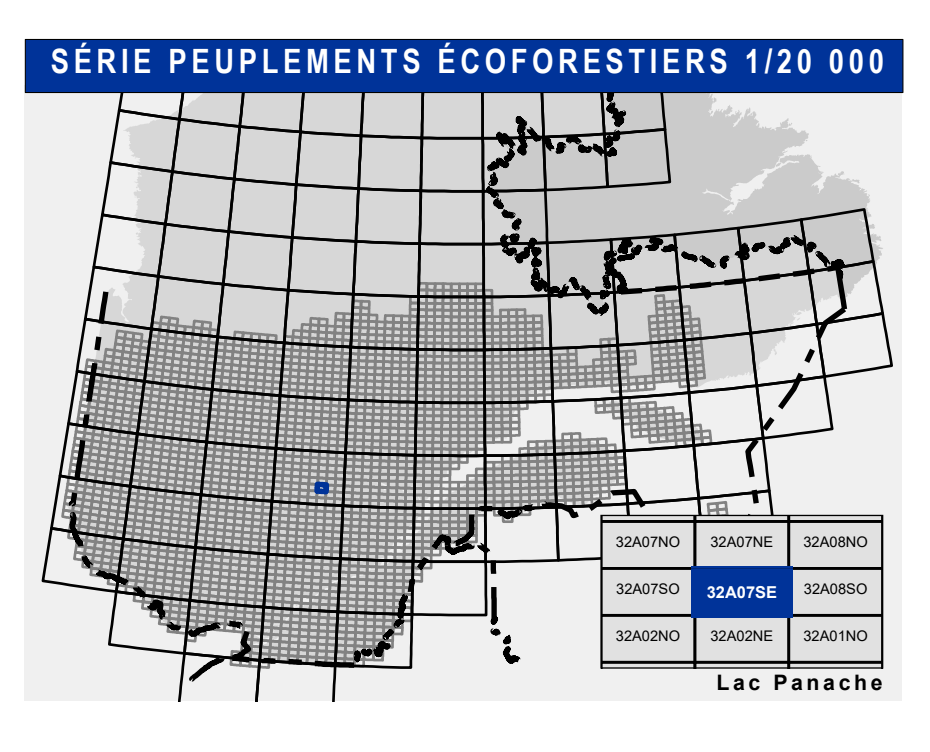 SÉRIE PEUPLEMENTS ÉCOFORESTIERS 1/20 000
32A07NO 32A07NE 32A08NO
32A07SO 32A07SE 32A08SO
32A02NO 32A02NE 32A01NO
Lac Panache